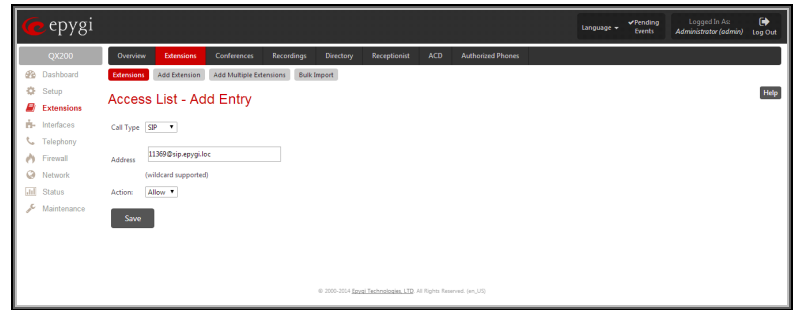 epygi
Language
Pending Events
Logged In As:
Administrator (admin)
Log Out
QX200
Overview Extensions Conferences Recordings Directory Receptionist ACD Authorized Phones
Dashboard
Setup
Extensions
Interfaces
Telephony
Firewall
Network
Status
Maintenance
Extensions Add Extension Add Multiple Extensions Bulk Import
Help
Access List - Add Entry
Call Type SIP
Address 11369@sip.epygi.loc
(wildcard supported)
Action: Allow
Save
© 2000-2014 Epygi Technologies, LTD. All Rights Reserved. (en_US)